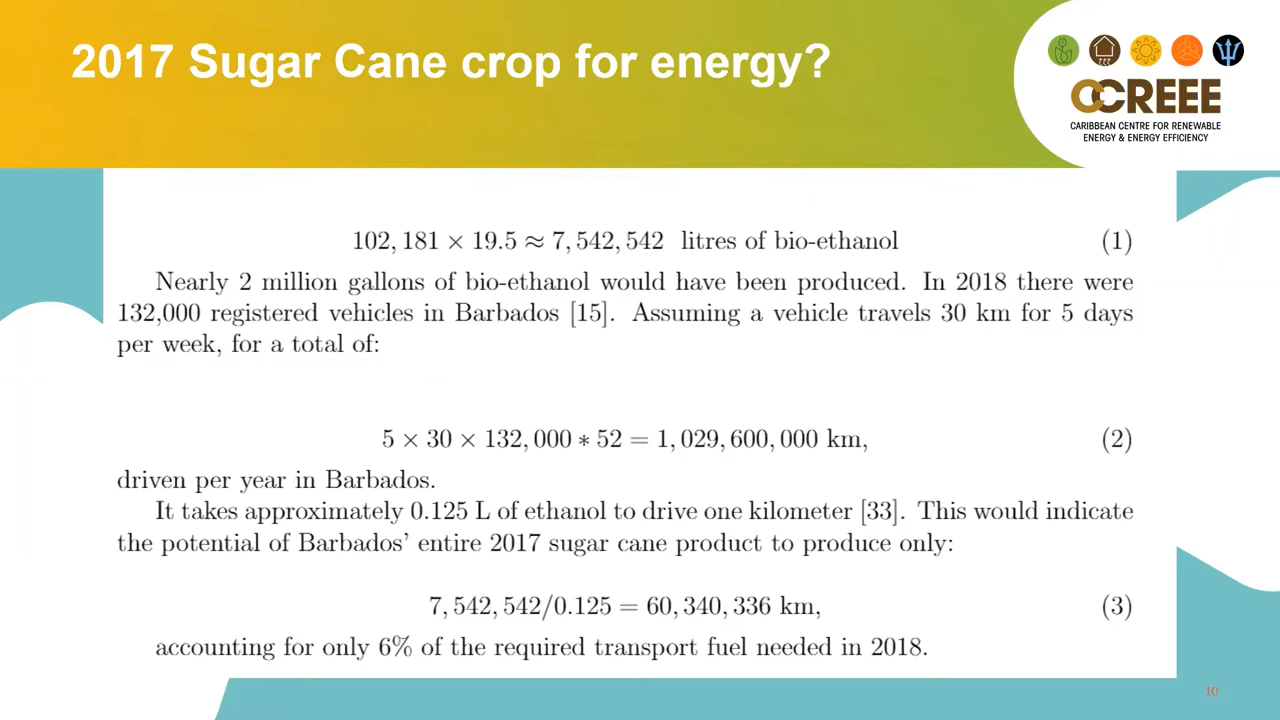 2017 Sugar Cane crop for energy?
CCREEE
CARIBBEAN CENTRE FOR RENEWABLE
ENERGY & ENERGY EFFICIENCY
102, 181 × 19.5 ≈ 7, 542, 542 litres of bio-ethanol (1)
Nearly 2 million gallons of bio-ethanol would have been produced. In 2018 there were
132,000 registered vehicles in Barbados [15]. Assuming a vehicle travels 30 km for 5 days
per week, for a total of:
5 × 30 × 132, 000 ∗ 52 = 1, 029, 600, 000 km, (2)
driven per year in Barbados.
It takes approximately 0.125 L of ethanol to drive one kilometer [33]. This would indicate
the potential of Barbados' entire 2017 sugar cane product to produce only:
7, 542, 542/0.125 = 60, 340, 336 km, (3)
accounting for only 6% of the required transport fuel needed in 2018.
10